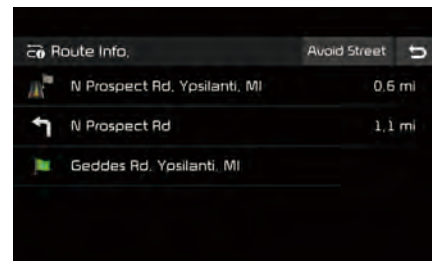 Route Info.
Avoid Street
N Prospect Rd, Ypsilanti, MI
0.6 mi
N Prospect Rd
1.1 mi
Geddes Rd, Ypsilanti, MI